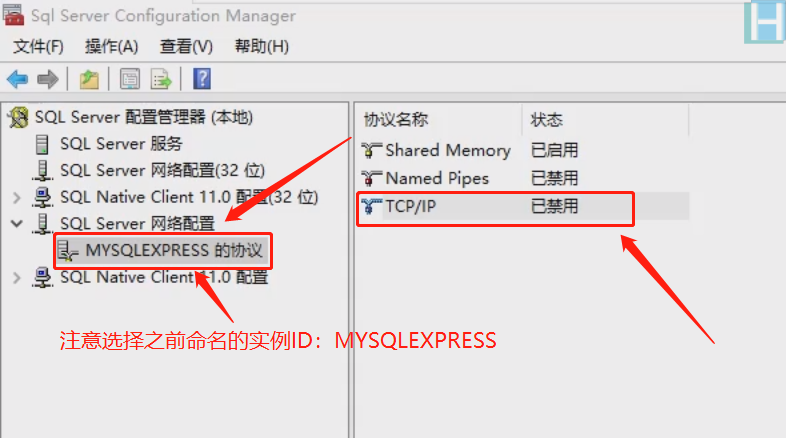 Sql Server Configuration Manager
文件(F) 操作(A) 查看(V) 帮助(H)
SQL Server 配置管理器 (本地)
SQL Server 服务
SQL Server 网络配置(32 位)
SQL Native Client 11.0 配置(32 位)
SQL Server 网络配置
MYSQLEXPRESS 的协议
SQL Native Client 11.0 配置
协议名称 状态
Shared Memory 已启用
Named Pipes 已禁用
TCP/IP 已禁用
注意选择之前命名的实例ID：MYSQLEXPRESS
H